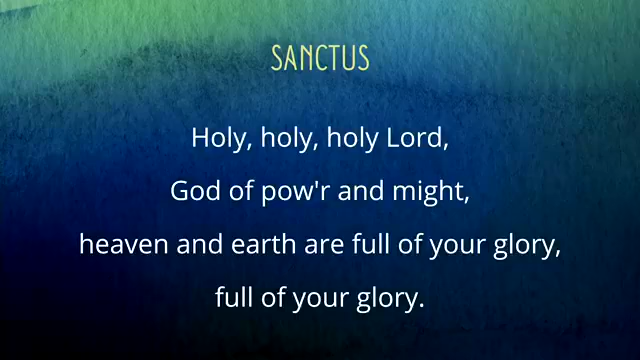 SANCTUS
Holy, holy, holy Lord,
God of pow'r and might,
heaven and earth are full of your glory,
full of your glory.